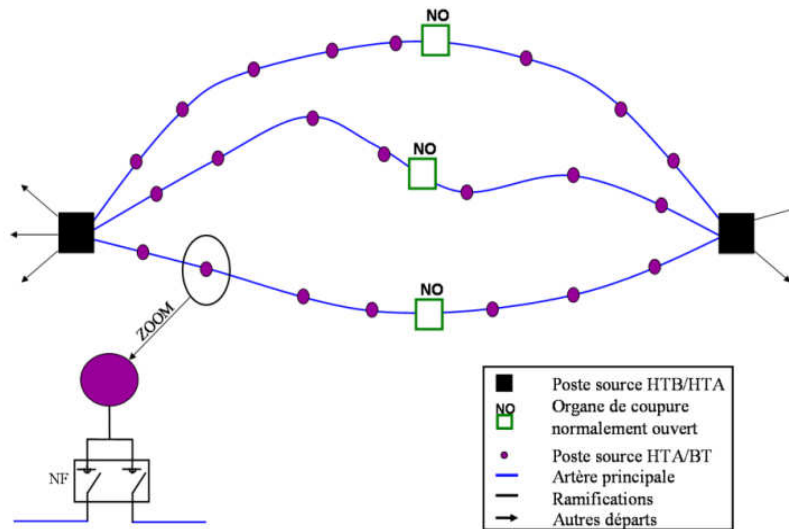 NO
NO
NO
ZOOM
NF
Poste source HTB/HTA
NO
Organe de coupure
normalement ouvert
Poste source HTA/BT
Artère principale
Ramifications
Autres départs